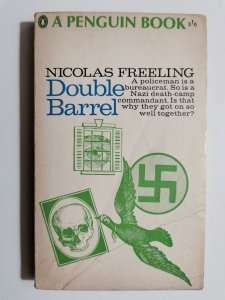 A PENGUIN BOOK 3'6
NICOLAS FREELING
Double
Barrel
A policeman is a
bureaucrat. So is a
Nazi death-camp
commandant. Is that
why they got on so
well together?